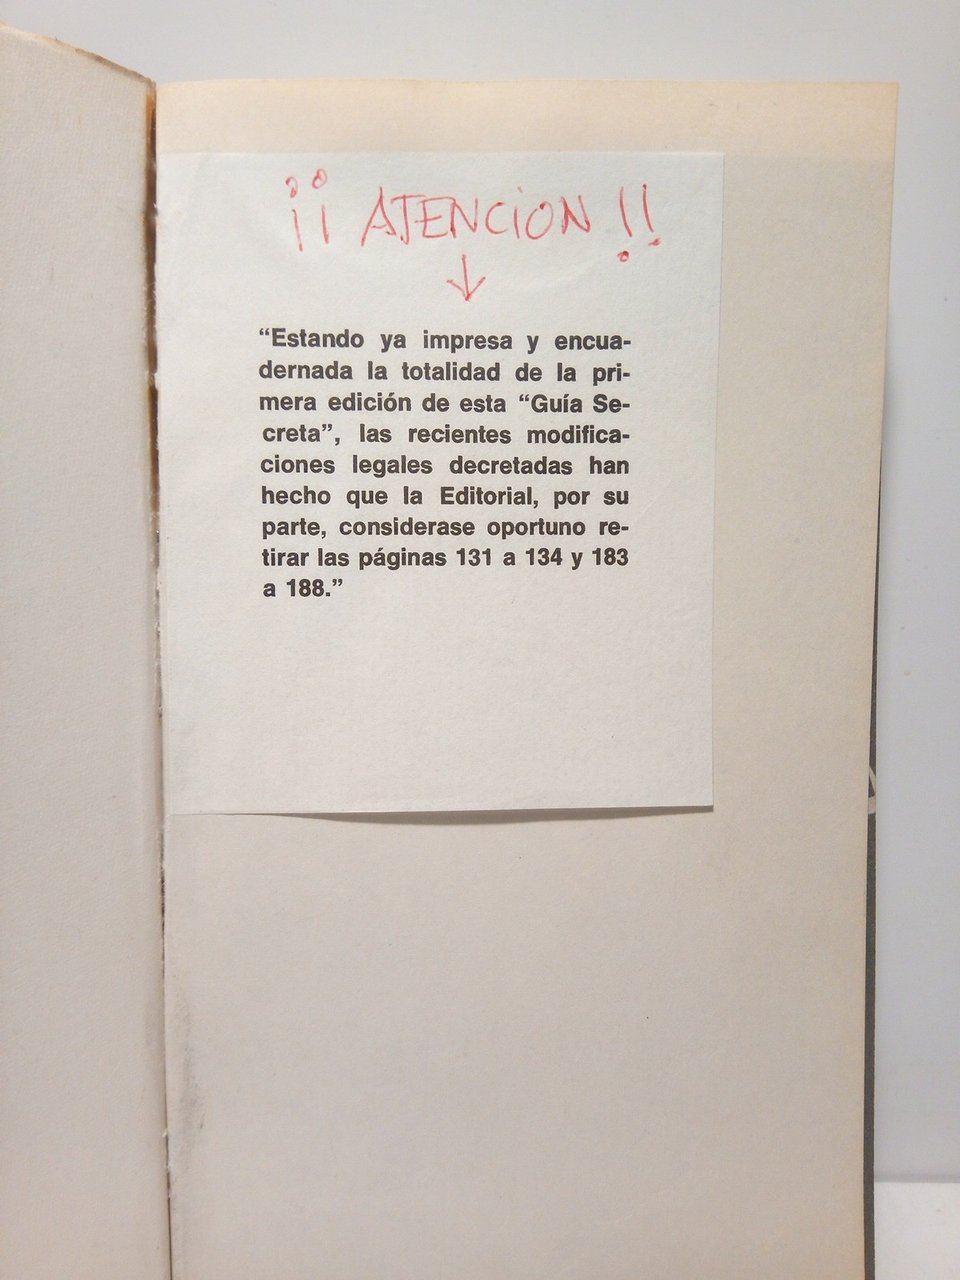 ¡¡ ATENCION !!
↓
“Estando ya impresa y encua-
dernada la totalidad de la pri-
mera edición de esta “Guía Se-
creta”, las recientes modifica-
ciones legales decretadas han
hecho que la Editorial, por su
parte, considerase oportuno re-
tirar las páginas 131 a 134 y 183
a 188.”